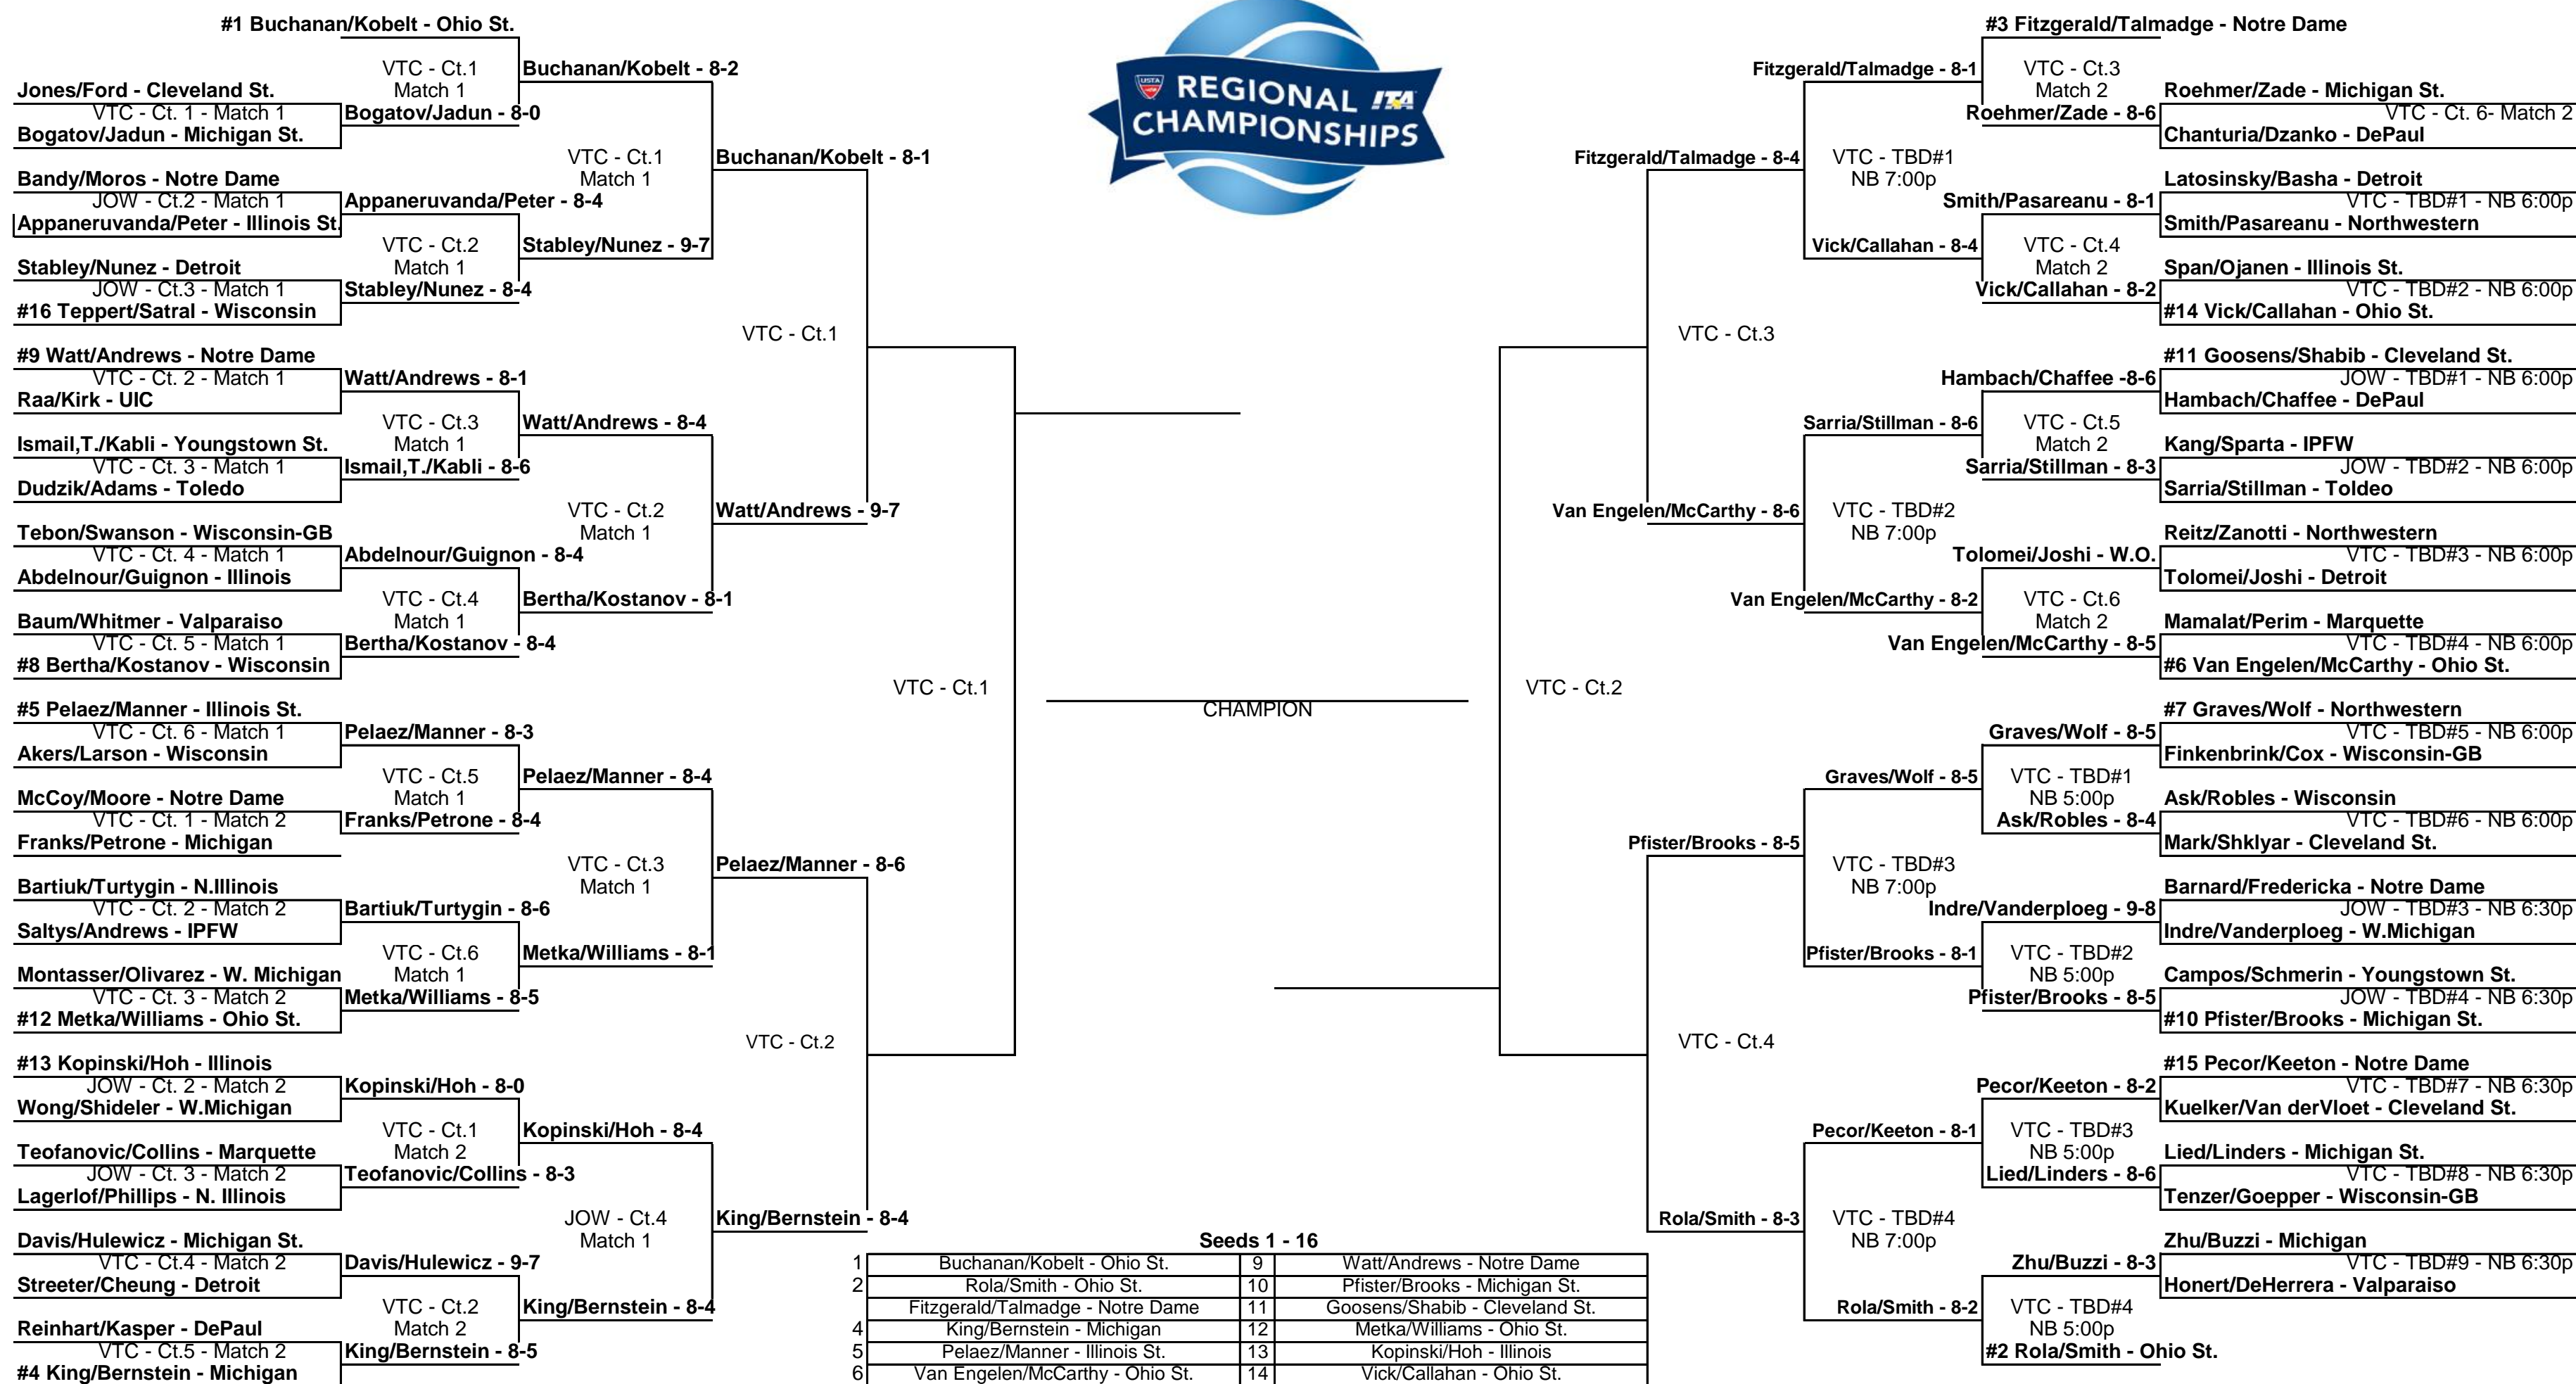 #1 Buchanan/Kobelt - Ohio St.
VTC - Ct.1
Match 1
Buchanan/Kobelt - 8-2
Jones/Ford - Cleveland St.
VTC - Ct. 1 - Match 1
Bogatov/Jadun - 8-0
Bogatov/Jadun - Michigan St.
VTC - Ct.1
Match 1
Buchanan/Kobelt - 8-1
Bandy/Moros - Notre Dame
JOW - Ct.2 - Match 1
Appaneruvanda/Peter - 8-4
Appaneruvanda/Peter - Illinois St.
VTC - Ct.2
Match 1
Stabley/Nunez - 9-7
Stabley/Nunez - Detroit
JOW - Ct.3 - Match 1
Stabley/Nunez - 8-4
#16 Teppert/Satral - Wisconsin
VTC - Ct.1
#9 Watt/Andrews - Notre Dame
VTC - Ct. 2 - Match 1
Watt/Andrews - 8-1
Raa/Kirk - UIC
VTC - Ct.3
Match 1
Watt/Andrews - 8-4
Ismail,T./Kabli - Youngstown St.
VTC - Ct. 3 - Match 1
Ismail,T./Kabli - 8-6
Dudzik/Adams - Toledo
VTC - Ct.2
Match 1
Watt/Andrews - 9-7
Tebon/Swanson - Wisconsin-GB
VTC - Ct. 4 - Match 1
Abdelnour/Guignon - 8-4
Abdelnour/Guignon - Illinois
VTC - Ct.4
Match 1
Bertha/Kostanov - 8-1
Baum/Whitmer - Valparaiso
VTC - Ct. 5 - Match 1
Bertha/Kostanov - 8-4
#8 Bertha/Kostanov - Wisconsin
VTC - Ct.1
#5 Pelaez/Manner - Illinois St.
VTC - Ct. 6 - Match 1
Pelaez/Manner - 8-3
Akers/Larson - Wisconsin
VTC - Ct.5
Match 1
Pelaez/Manner - 8-4
McCoy/Moore - Notre Dame
VTC - Ct. 1 - Match 2
Franks/Petrone - 8-4
Franks/Petrone - Michigan
VTC - Ct.3
Match 1
Pelaez/Manner - 8-6
Bartiuk/Turtygin - N.Illinois
VTC - Ct. 2 - Match 2
Bartiuk/Turtygin - 8-6
Saltys/Andrews - IPFW
VTC - Ct.6
Match 1
Metka/Williams - 8-1
Montasser/Olivarez - W. Michigan
VTC - Ct. 3 - Match 2
Metka/Williams - 8-5
#12 Metka/Williams - Ohio St.
VTC - Ct.2
#13 Kopinski/Hoh - Illinois
JOW - Ct. 2 - Match 2
Kopinski/Hoh - 8-0
Wong/Shideler - W.Michigan
VTC - Ct.1
Match 2
Kopinski/Hoh - 8-4
Teofanovic/Collins - Marquette
JOW - Ct. 3 - Match 2
Teofanovic/Collins - 8-3
Lagerlof/Phillips - N. Illinois
JOW - Ct.4
Match 1
King/Bernstein - 8-4
Davis/Hulewicz - Michigan St.
VTC - Ct.4 - Match 2
Davis/Hulewicz - 9-7
Streeter/Cheung - Detroit
VTC - Ct.2
Match 2
King/Bernstein - 8-4
Reinhart/Kasper - DePaul
VTC - Ct.5 - Match 2
King/Bernstein - 8-5
#4 King/Bernstein - Michigan
USTA
REGIONAL ITA
CHAMPIONSHIPS
CHAMPION
#3 Fitzgerald/Talmadge - Notre Dame
Fitzgerald/Talmadge - 8-1
VTC - Ct.3
Match 2
Roehmer/Zade - Michigan St.
Roehmer/Zade - 8-6
VTC - Ct. 6- Match 2
Chanturia/Dzanko - DePaul
Fitzgerald/Talmadge - 8-4
VTC - TBD#1
NB 7:00p
Latosinsky/Basha - Detroit
Smith/Pasareanu - 8-1
VTC - TBD#1 - NB 6:00p
Smith/Pasareanu - Northwestern
Vick/Callahan - 8-4
VTC - Ct.4
Match 2
Span/Ojanen - Illinois St.
Vick/Callahan - 8-2
VTC - TBD#2 - NB 6:00p
#14 Vick/Callahan - Ohio St.
VTC - Ct.3
#11 Goosens/Shabib - Cleveland St.
Hambach/Chaffee -8-6
JOW - TBD#1 - NB 6:00p
Hambach/Chaffee - DePaul
Sarria/Stillman - 8-6
VTC - Ct.5
Match 2
Kang/Sparta - IPFW
Sarria/Stillman - 8-3
JOW - TBD#2 - NB 6:00p
Sarria/Stillman - Toldeo
Van Engelen/McCarthy - 8-6
VTC - TBD#2
NB 7:00p
Reitz/Zanotti - Northwestern
Tolomei/Joshi - W.O.
VTC - TBD#3 - NB 6:00p
Tolomei/Joshi - Detroit
Van Engelen/McCarthy - 8-2
VTC - Ct.6
Match 2
Mamalat/Perim - Marquette
Van Engelen/McCarthy - 8-5
VTC - TBD#4 - NB 6:00p
#6 Van Engelen/McCarthy - Ohio St.
VTC - Ct.2
#7 Graves/Wolf - Northwestern
Graves/Wolf - 8-5
VTC - TBD#5 - NB 6:00p
Finkenbrink/Cox - Wisconsin-GB
Graves/Wolf - 8-5
VTC - TBD#1
NB 5:00p
Ask/Robles - Wisconsin
Ask/Robles - 8-4
VTC - TBD#6 - NB 6:00p
Mark/Shklyar - Cleveland St.
Pfister/Brooks - 8-5
VTC - TBD#3
NB 7:00p
Barnard/Fredericka - Notre Dame
Indre/Vanderploeg - 9-8
JOW - TBD#3 - NB 6:30p
Indre/Vanderploeg - W.Michigan
Pfister/Brooks - 8-1
VTC - TBD#2
NB 5:00p
Campos/Schmerin - Youngstown St.
Pfister/Brooks - 8-5
JOW - TBD#4 - NB 6:30p
#10 Pfister/Brooks - Michigan St.
VTC - Ct.4
#15 Pecor/Keeton - Notre Dame
Pecor/Keeton - 8-2
VTC - TBD#7 - NB 6:30p
Kuelker/Van derVloet - Cleveland St.
Pecor/Keeton - 8-1
VTC - TBD#3
NB 5:00p
Lied/Linders - Michigan St.
Lied/Linders - 8-6
VTC - TBD#8 - NB 6:30p
Tenzer/Goepper - Wisconsin-GB
Rola/Smith - 8-3
VTC - TBD#4
NB 7:00p
Zhu/Buzzi - Michigan
Zhu/Buzzi - 8-3
VTC - TBD#9 - NB 6:30p
Honert/DeHerrera - Valparaiso
Rola/Smith - 8-2
VTC - TBD#4
NB 5:00p
#2 Rola/Smith - Ohio St.
Seeds 1 - 16
1 Buchanan/Kobelt - Ohio St. 9 Watt/Andrews - Notre Dame
2 Rola/Smith - Ohio St. 10 Pfister/Brooks - Michigan St.
Fitzgerald/Talmadge - Notre Dame 11 Goosens/Shabib - Cleveland St.
4 King/Bernstein - Michigan 12 Metka/Williams - Ohio St.
5 Pelaez/Manner - Illinois St. 13 Kopinski/Hoh - Illinois
6 Van Engelen/McCarthy - Ohio St. 14 Vick/Callahan - Ohio St.